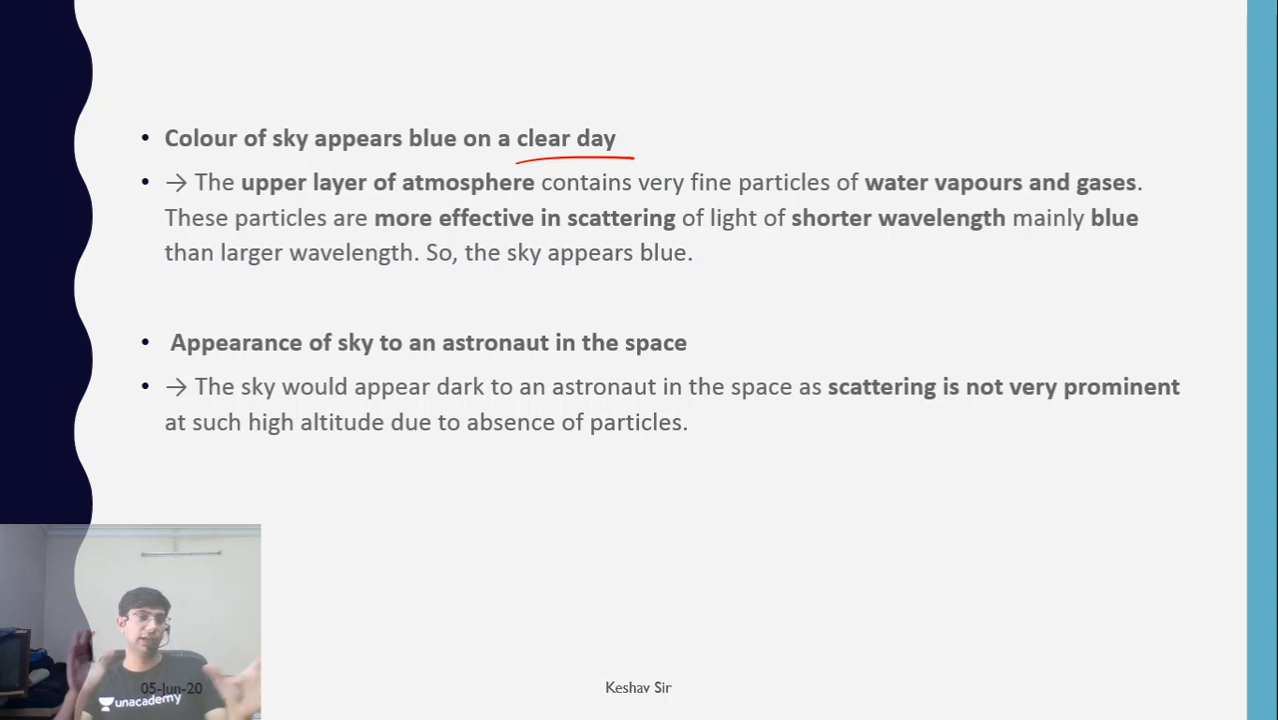 • Colour of sky appears blue on a clear day
• → The upper layer of atmosphere contains very fine particles of water vapours and gases.
These particles are more effective in scattering of light of shorter wavelength mainly blue
than larger wavelength. So, the sky appears blue.
• Appearance of sky to an astronaut in the space
• → The sky would appear dark to an astronaut in the space as scattering is not very prominent
at such high altitude due to absence of particles.
05-Jun-20
unacademy
Keshav Sir